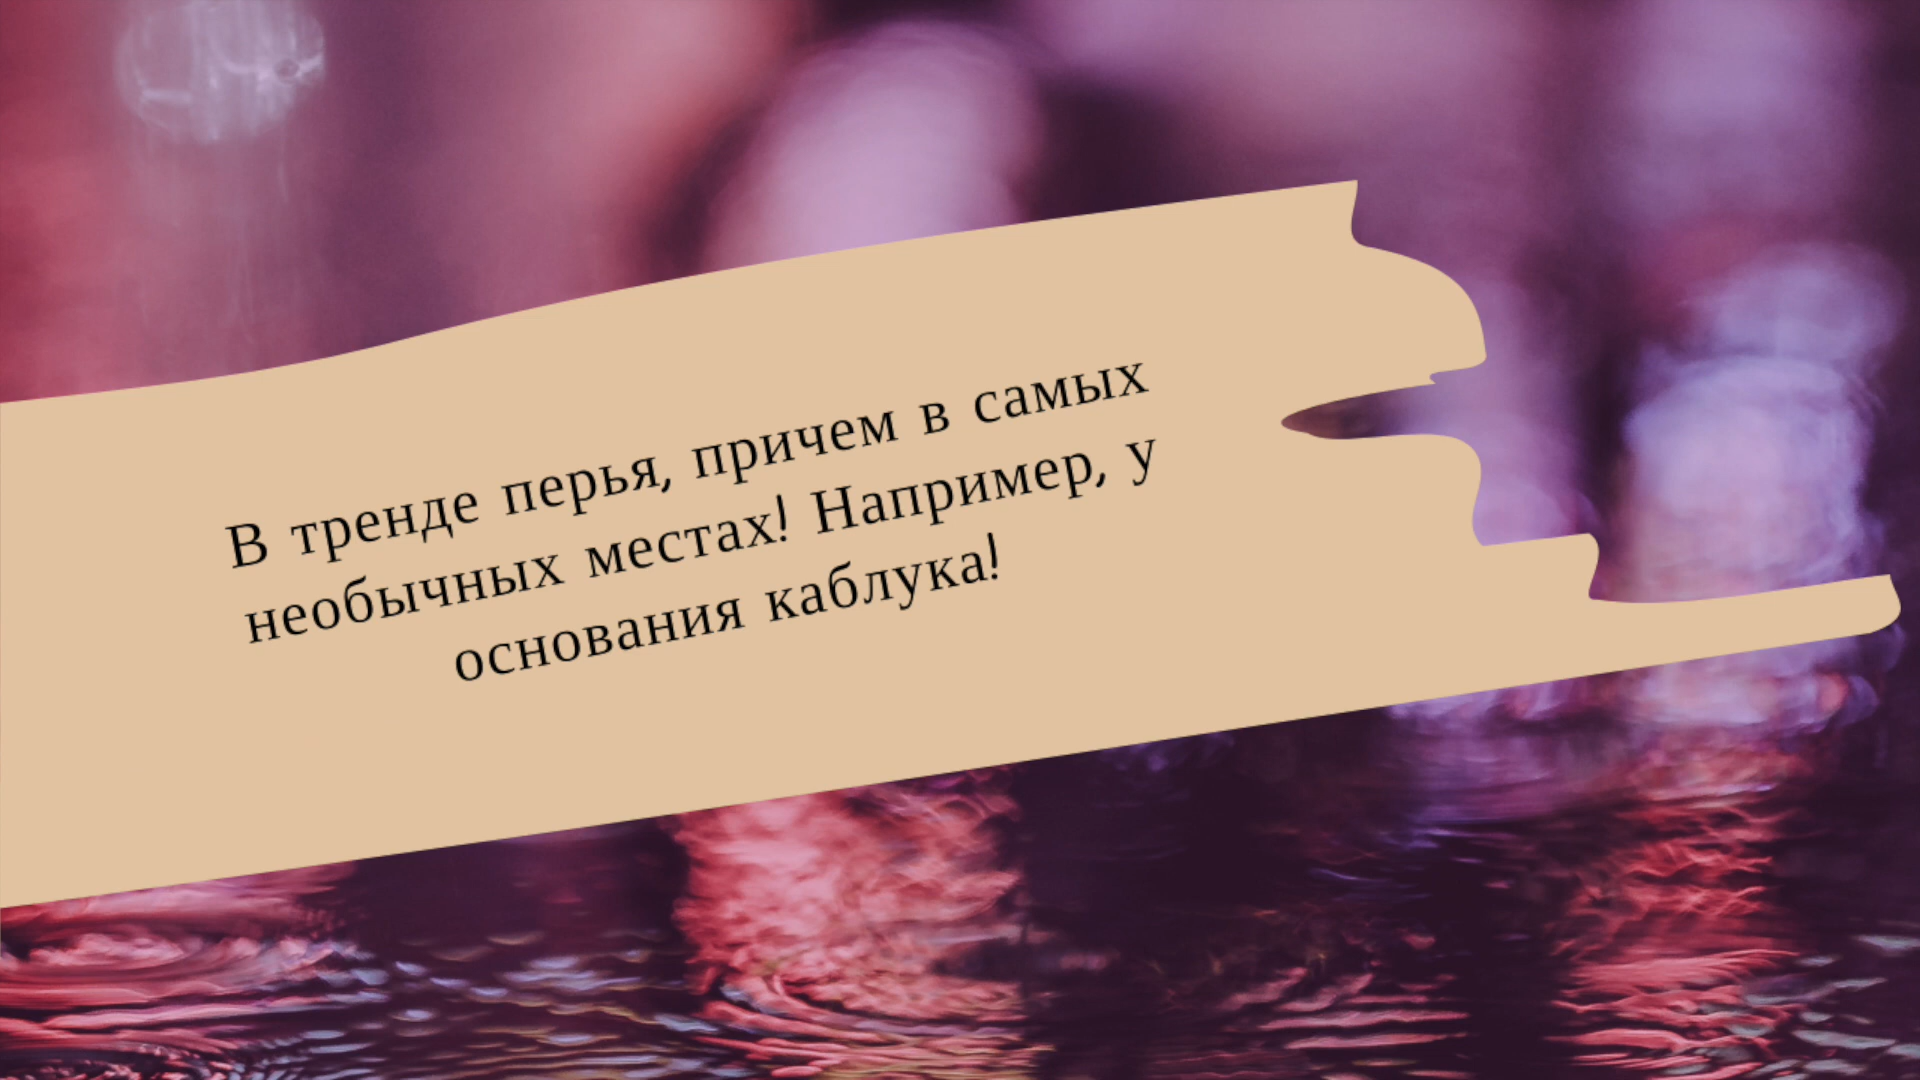 В тренде перья, причем в самых
необычных местах! Например, у
основания каблука!